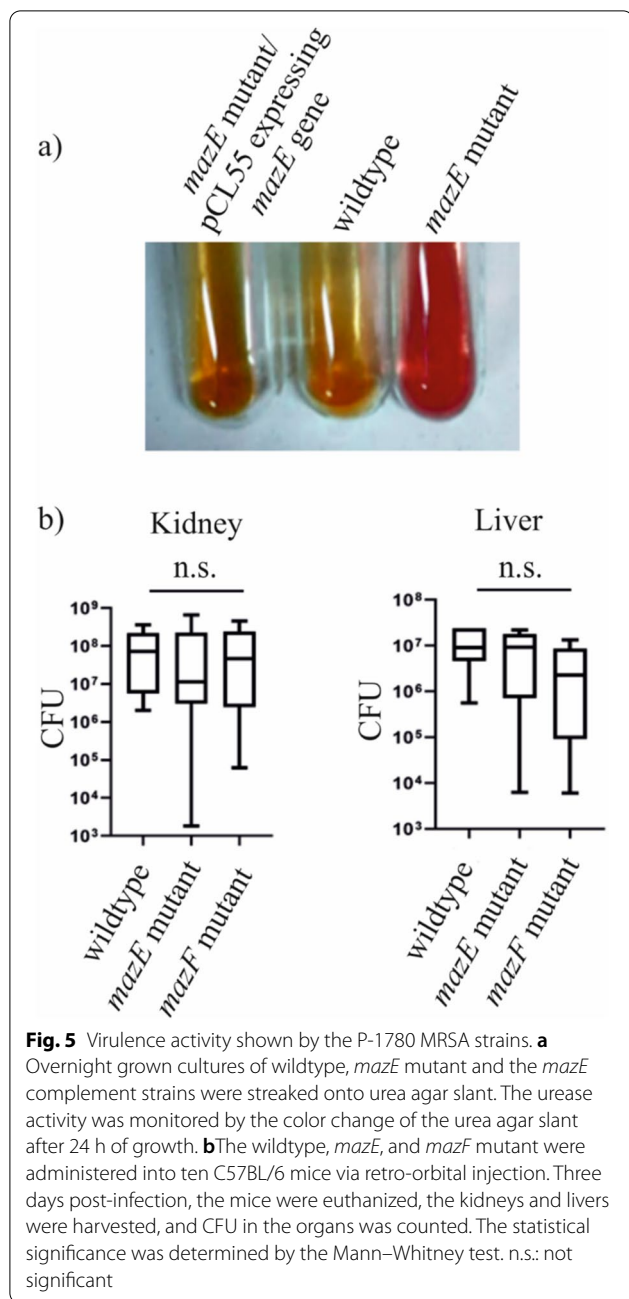 a)
mazE mutant/
pCL55 expressing
mazE gene
wildtype
mazE mutant
b)
Kidney
n.s.
10⁹
10⁸
10⁷
10⁶
10⁵
10⁴
10³
CFU
wildtype
mazE mutant
mazF mutant
Liver
n.s.
10⁸
10⁷
10⁶
10⁵
10⁴
10³
CFU
wildtype
mazE mutant
mazF mutant
Fig. 5 Virulence activity shown by the P-1780 MRSA strains. a
Overnight grown cultures of wildtype, mazE mutant and the mazE
complement strains were streaked onto urea agar slant. The urease
activity was monitored by the color change of the urea agar slant
after 24 h of growth. bThe wildtype, mazE, and mazF mutant were
administered into ten C57BL/6 mice via retro-orbital injection. Three
days post-infection, the mice were euthanized, the kidneys and livers
were harvested, and CFU in the organs was counted. The statistical
significance was determined by the Mann–Whitney test. n.s.: not
significant